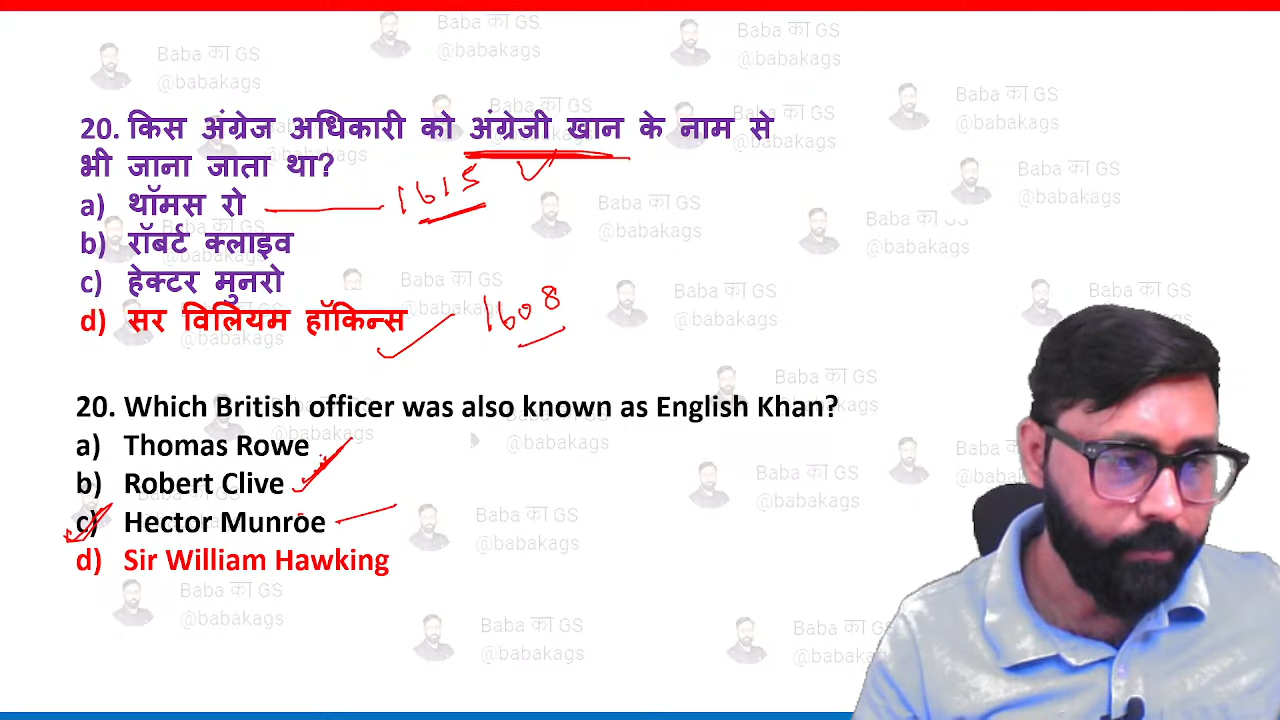 20. किस अंग्रेज अधिकारी को अंग्रेजी खान के नाम से
भी जाना जाता था?
a) थॉमस रो
1615
b) रॉबर्ट क्लाइव
c) हेक्टर मुनरो
d) सर विलियम हॉकिन्स
1608
20. Which British officer was also known as English Khan?
a) Thomas Rowe
b) Robert Clive
c) Hector Munroe
d) Sir William Hawking
Baba का GS
@babakags